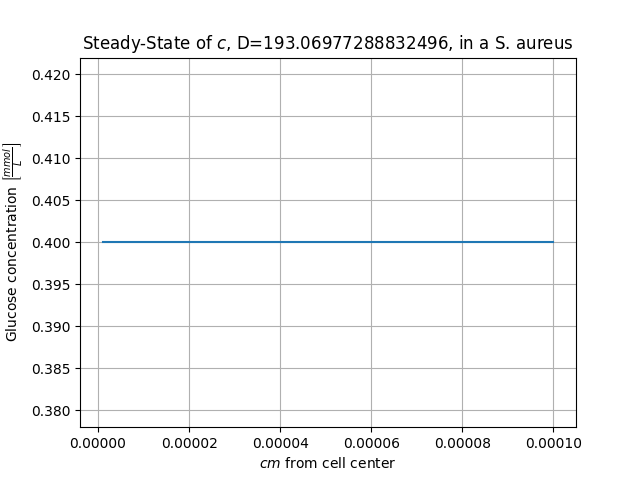 Steady-State of c, D=193.06977288832496, in a S. aureus
Glucose concentration [mmol/L]
0.420
0.415
0.410
0.405
0.400
0.395
0.390
0.385
0.380
0.00000 0.00002 0.00004 0.00006 0.00008 0.00010
cm from cell center